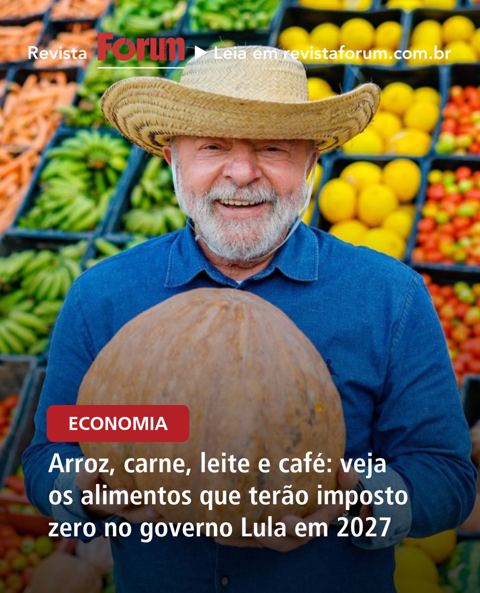 Revista Forum ▶ Leia em revistaforum.com.br
ECONOMIA
Arroz, carne, leite e café: veja
os alimentos que terão imposto
zero no governo Lula em 2027